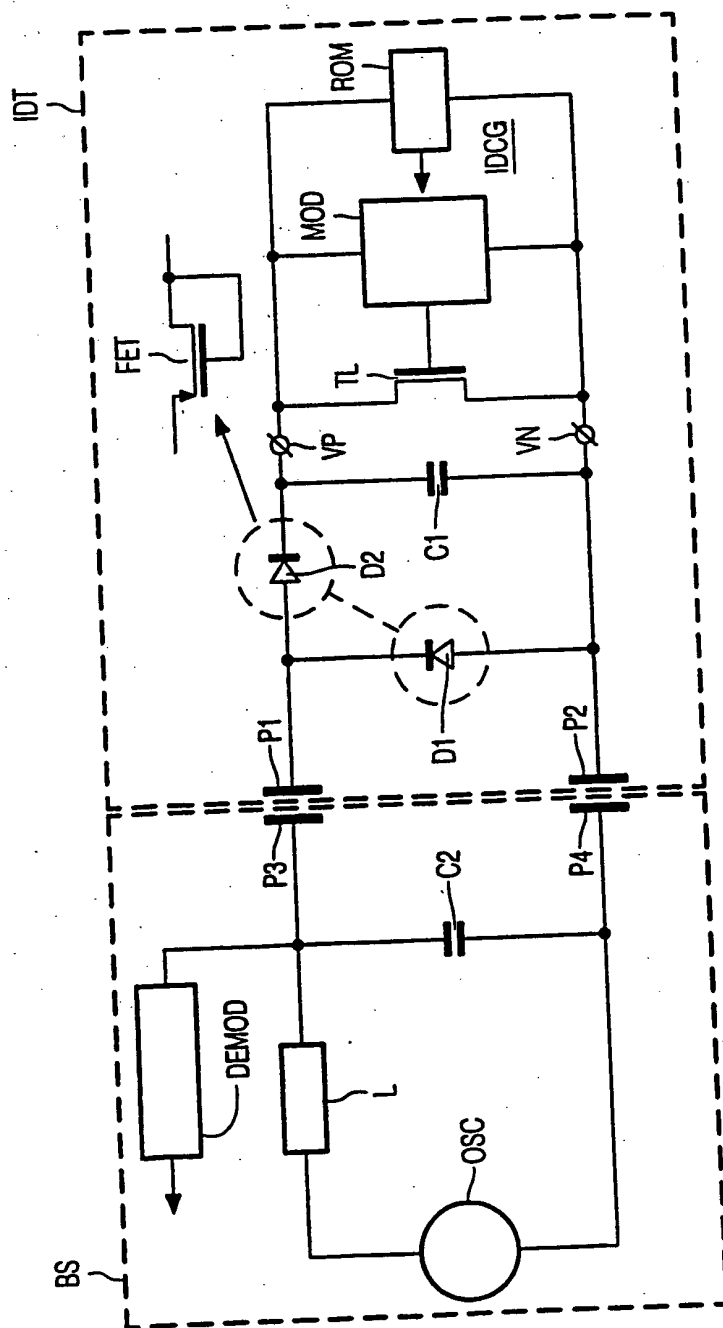 BS
IDT
DEMOD
L
OSC
C2
P3
P4
P1
P2
D1
D2
C1
FET
VP
VN
TL
MOD
ROM
IDCG